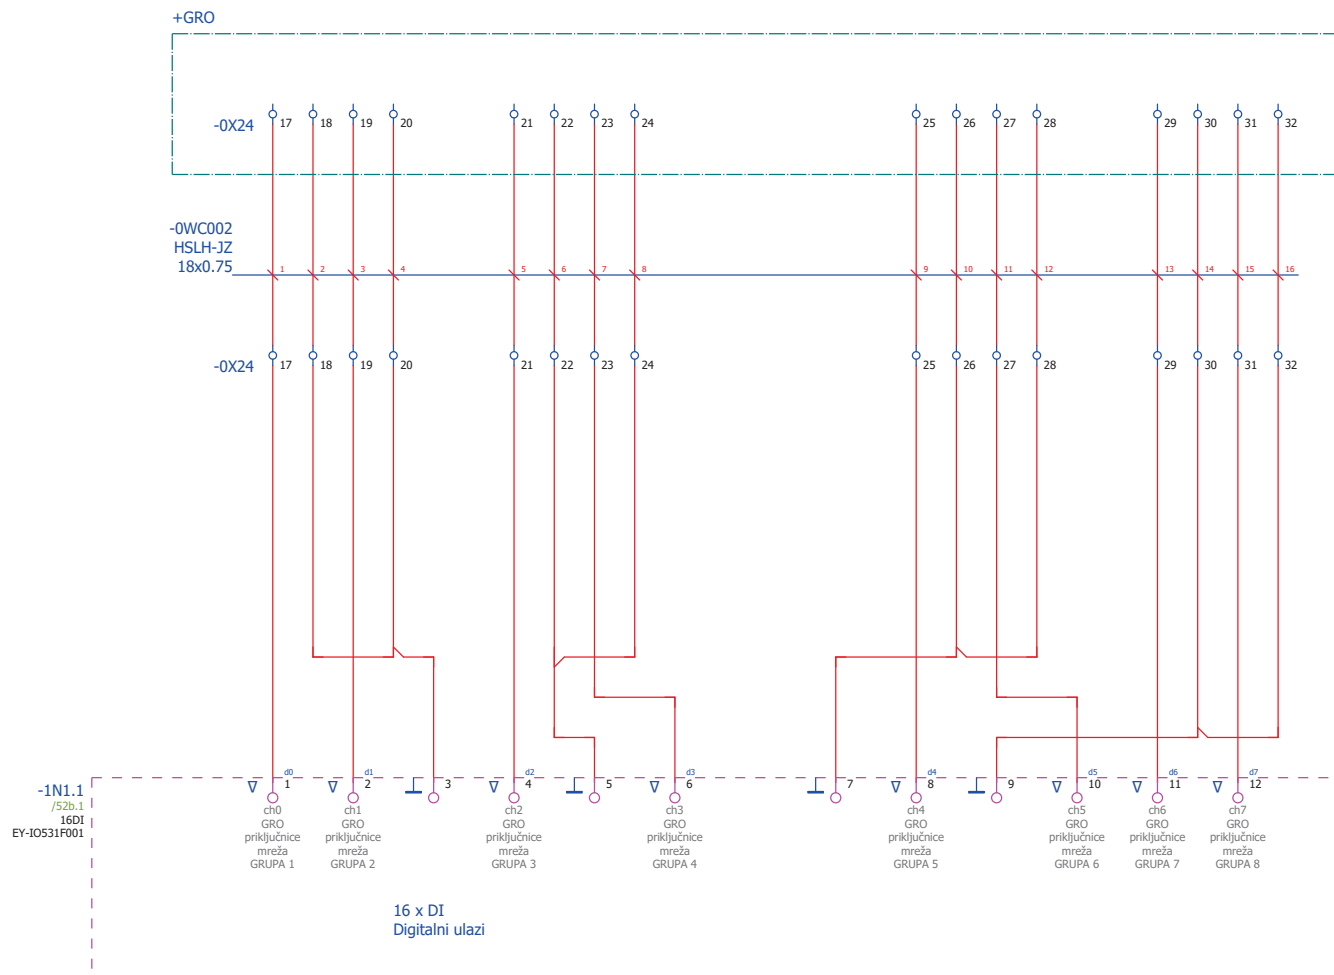 +GRO
-0X24 17 18 19 20 21 22 23 24 25 26 27 28 29 30 31 32
-0WC002
HSLH-JZ
18x0.75
1 2 3 4 5 6 7 8 9 10 11 12 13 14 15 16
-0X24 17 18 19 20 21 22 23 24 25 26 27 28 29 30 31 32
d0 d1 d2 d3 d4 d5 d6 d7
1 2 3 4 5 6 7 8 9 10 11 12
-1N1.1
/52b.1
16DI
EY-IO531F001
ch0 ch1 ch2 ch3 ch4 ch5 ch6 ch7
GRO GRO GRO GRO GRO GRO GRO GRO
priključnice priključnice priključnice priključnice priključnice priključnice priključnice priključnice
mreža mreža mreža mreža mreža mreža mreža mreža
GRUPA 1 GRUPA 2 GRUPA 3 GRUPA 4 GRUPA 5 GRUPA 6 GRUPA 7 GRUPA 8
16 x DI
Digitalni ulazi